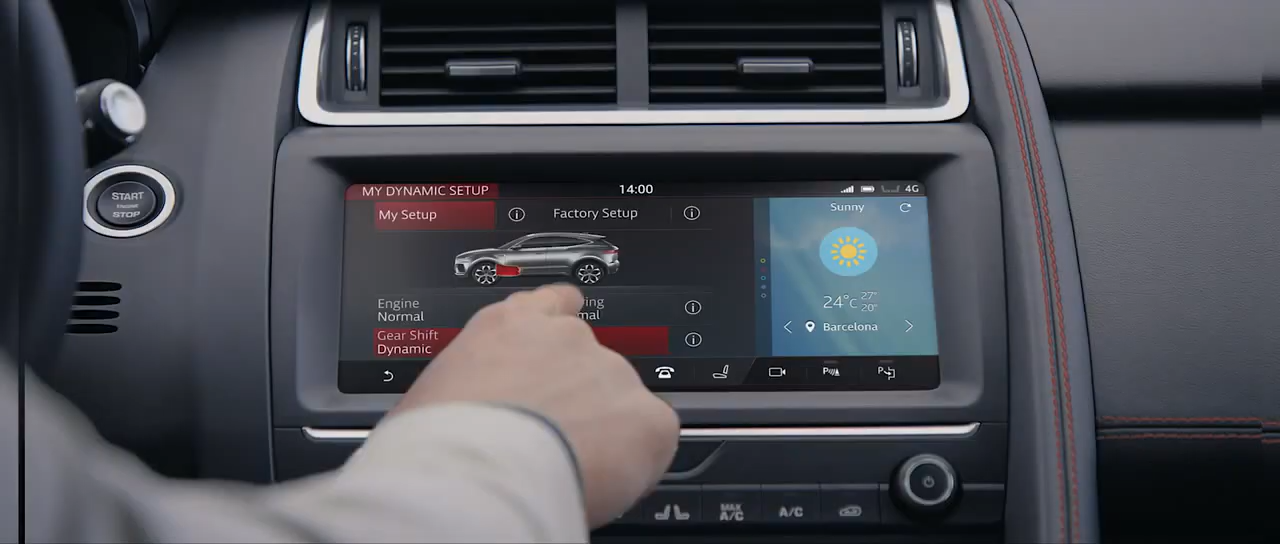 START
STOP
MY DYNAMIC SETUP
14:00
4G
My Setup
Factory Setup
Sunny
24°C
27°
20°
Barcelona
Engine
Normal
Gear Shift
Dynamic
MAX
A/C
A/C